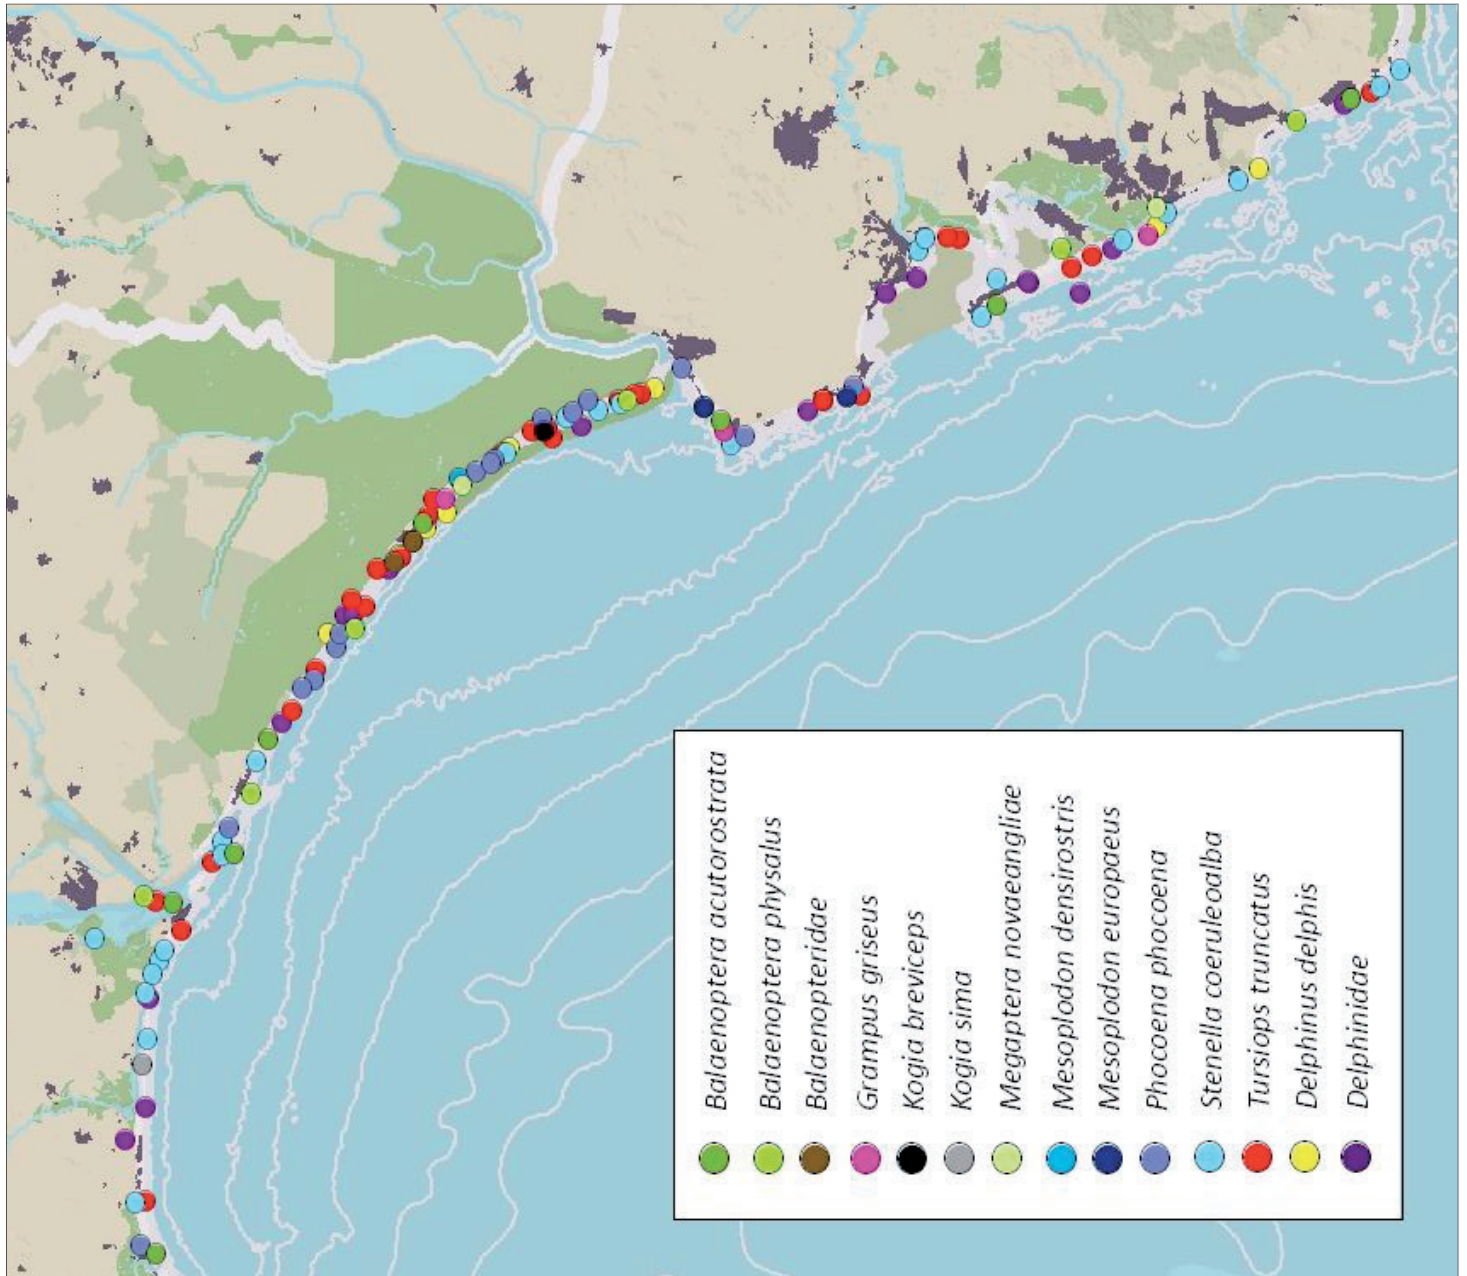 Balaenoptera acutorostrata
Balaenoptera physalus
Balaenopteridae
Grampus griseus
Kogia breviceps
Kogia sima
Megaptera novaeangliae
Mesoplodon densirostris
Mesoplodon europaeus
Phocoena phocoena
Stenella coeruleoalba
Tursiops truncatus
Delphinus delphis
Delphinidae